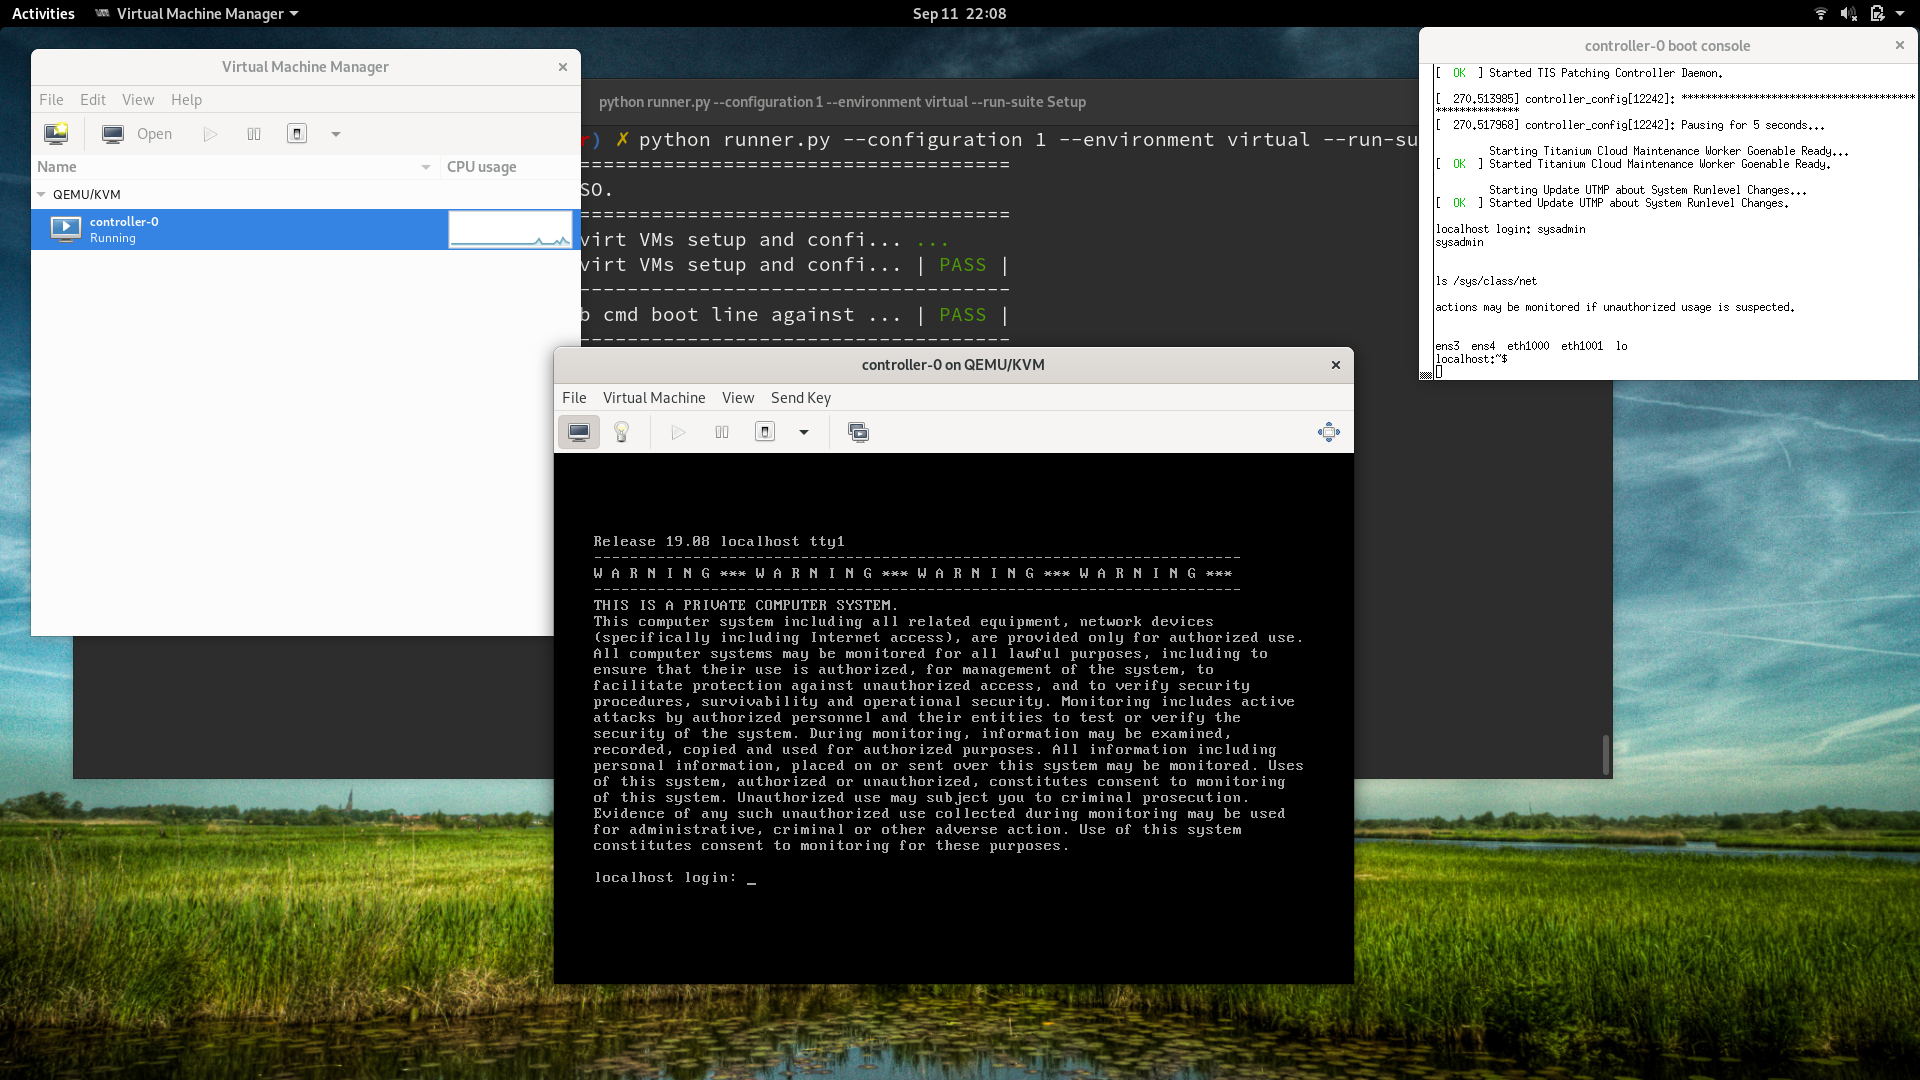 Activities
Virtual Machine Manager
Sep 11 22:08
Virtual Machine Manager
File Edit View Help
Open
Name CPU usage
QEMU/KVM
controller-0
Running
python runner.py --configuration 1 --environment virtual --run-suite Setup
r) ✗ python runner.py --configuration 1 --environment virtual --run-su
====================================
SO.
====================================
virt VMs setup and confi... ...
virt VMs setup and confi... | PASS |
------------------------------------
b cmd boot line against ... | PASS |
------------------------------------
controller-0 boot console
[ OK ] Started TIS Patching Controller Daemon.
[ 270.513985] controller_config[12242]: ***************************************
**************
[ 270.517968] controller_config[12242]: Pausing for 5 seconds...
Starting Titanium Cloud Maintenance Worker Goenable Ready...
[ OK ] Started Titanium Cloud Maintenance Worker Goenable Ready.
Starting Update UTMP about System Runlevel Changes...
[ OK ] Started Update UTMP about System Runlevel Changes.
localhost login: sysadmin
sysadmin
ls /sys/class/net
actions may be monitored if unauthorized usage is suspected.
ens3 ens4 eth1000 eth1001 lo
localhost:~$
controller-0 on QEMU/KVM
File Virtual Machine View Send Key
Release 19.08 localhost tty1
------------------------------------------------------------------------
W A R N I N G *** W A R N I N G *** W A R N I N G *** W A R N I N G ***
------------------------------------------------------------------------
THIS IS A PRIVATE COMPUTER SYSTEM.
This computer system including all related equipment, network devices
(specifically including Internet access), are provided only for authorized use.
All computer systems may be monitored for all lawful purposes, including to
ensure that their use is authorized, for management of the system, to
facilitate protection against unauthorized access, and to verify security
procedures, survivability and operational security. Monitoring includes active
attacks by authorized personnel and their entities to test or verify the
security of the system. During monitoring, information may be examined,
recorded, copied and used for authorized purposes. All information including
personal information, placed on or sent over this system may be monitored. Uses
of this system, authorized or unauthorized, constitutes consent to monitoring
of this system. Unauthorized use may subject you to criminal prosecution.
Evidence of any such unauthorized use collected during monitoring may be used
for administrative, criminal or other adverse action. Use of this system
constitutes consent to monitoring for these purposes.
localhost login: _